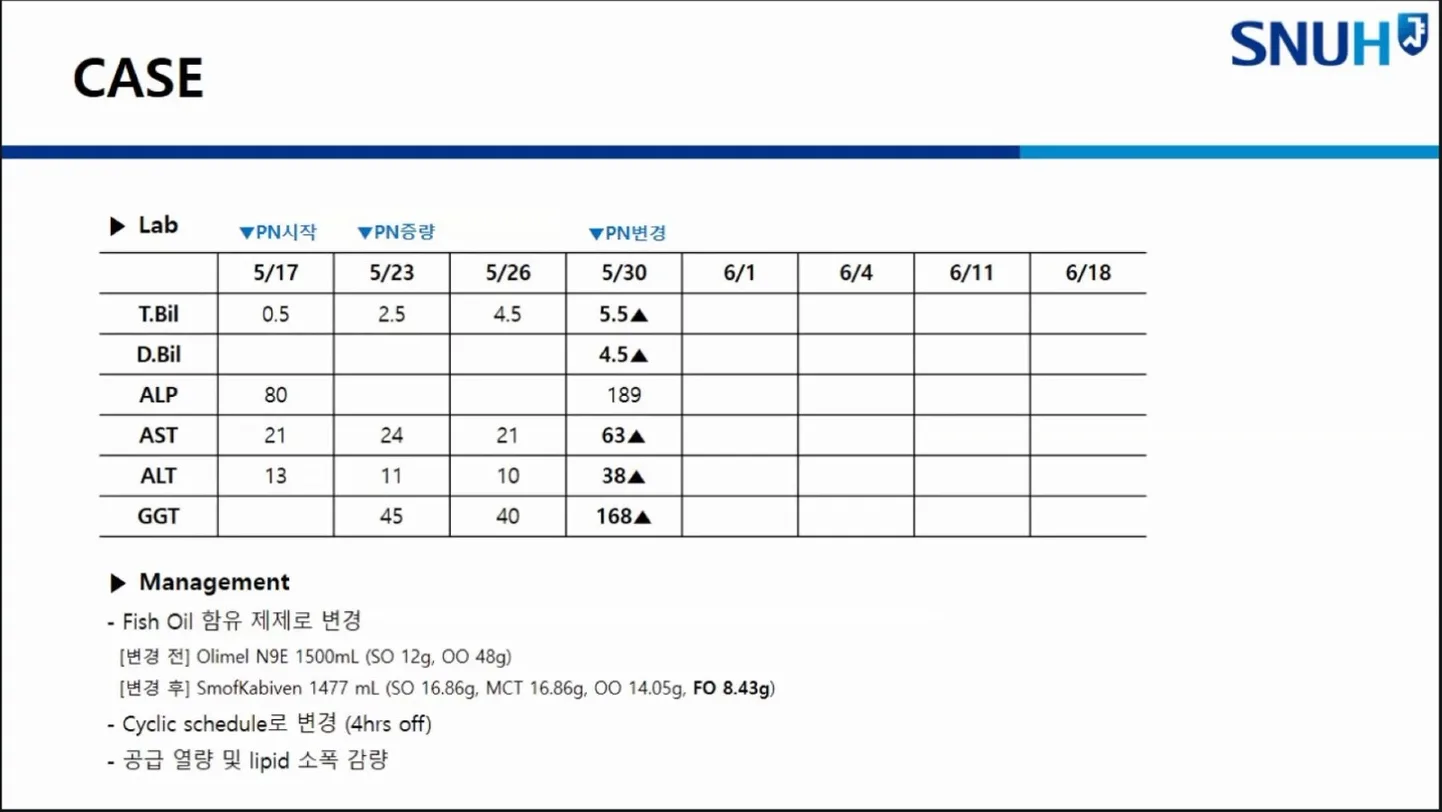 SNUH
CASE
▶ Lab ▼PN시작 ▼PN증량 ▼PN변경
5/17 5/23 5/26 5/30 6/1 6/4 6/11 6/18
T.Bil 0.5 2.5 4.5 5.5▲
D.Bil 4.5▲
ALP 80 189
AST 21 24 21 63▲
ALT 13 11 10 38▲
GGT 45 40 168▲
▶ Management
- Fish Oil 함유 제제로 변경
[변경 전] Olimel N9E 1500mL (SO 12g, OO 48g)
[변경 후] SmofKabiven 1477 mL (SO 16.86g, MCT 16.86g, OO 14.05g, FO 8.43g)
- Cyclic schedule로 변경 (4hrs off)
- 공급 열량 및 lipid 소폭 감량